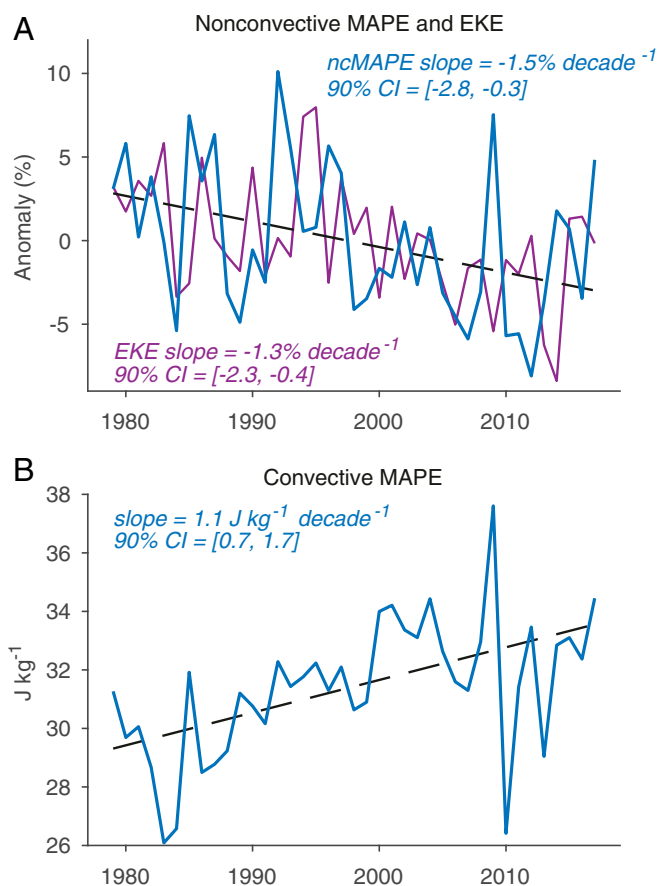 A
Nonconvective MAPE and EKE
ncMAPE slope = -1.5% decade⁻¹
90% CI = [-2.8, -0.3]
10
5
0
-5
Anomaly (%)
EKE slope = -1.3% decade⁻¹
90% CI = [-2.3, -0.4]
1980 1990 2000 2010
B
Convective MAPE
38
slope = 1.1 J kg⁻¹ decade⁻¹
90% CI = [0.7, 1.7]
36
34
32
30
28
26
J kg⁻¹
1980 1990 2000 2010